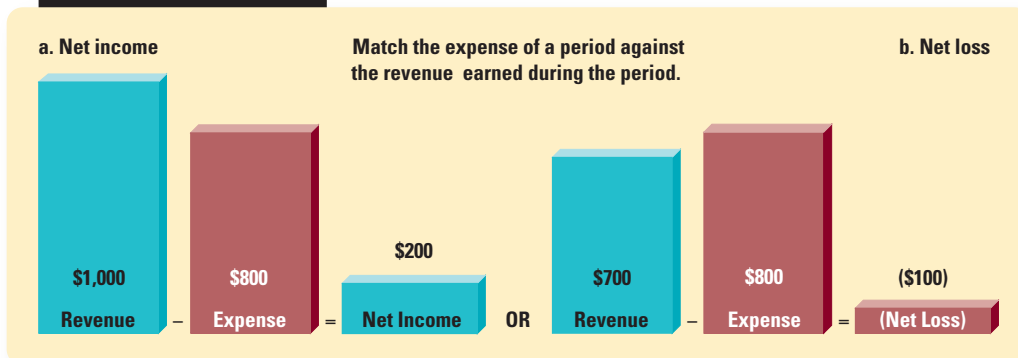 a. Net income
Match the expense of a period against
the revenue earned during the period.
b. Net loss
$1,000
Revenue
–
$800
Expense
=
$200
Net Income
OR
$700
Revenue
–
$800
Expense
=
($100)
(Net Loss)